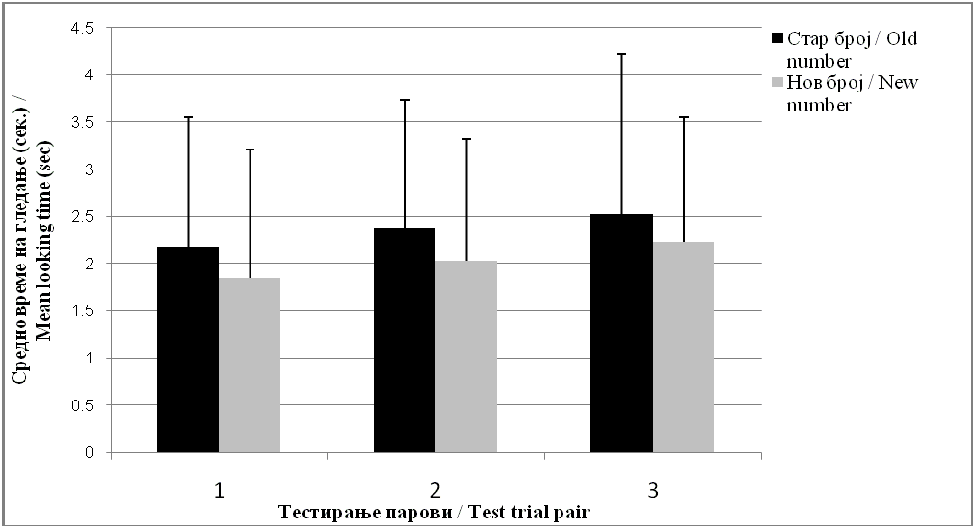 4.5
4
3.5
3
2.5
2
1.5
1
0.5
0
Средно време на гледање (сек.) /
Mean looking time (sec)
1
2
3
Тестирање парови / Test trial pair
Стар број / Old
number
Нов број / New
number